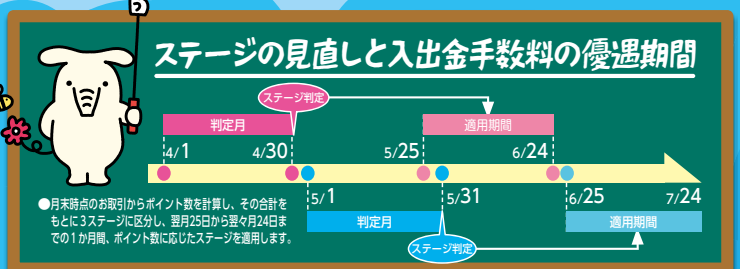 ステージの見直しと入出金手数料の優遇期間
ステージ判定
判定月
適用期間
4/1
4/30
5/25
6/24
5/1
5/31
6/25
7/24
判定月
適用期間
ステージ判定
●月末時点のお取引からポイント数を計算し、その合計を
もとに3ステージに区分し、翌月25日から翌々月24日ま
での1か月間、ポイント数に応じたステージを適用します。